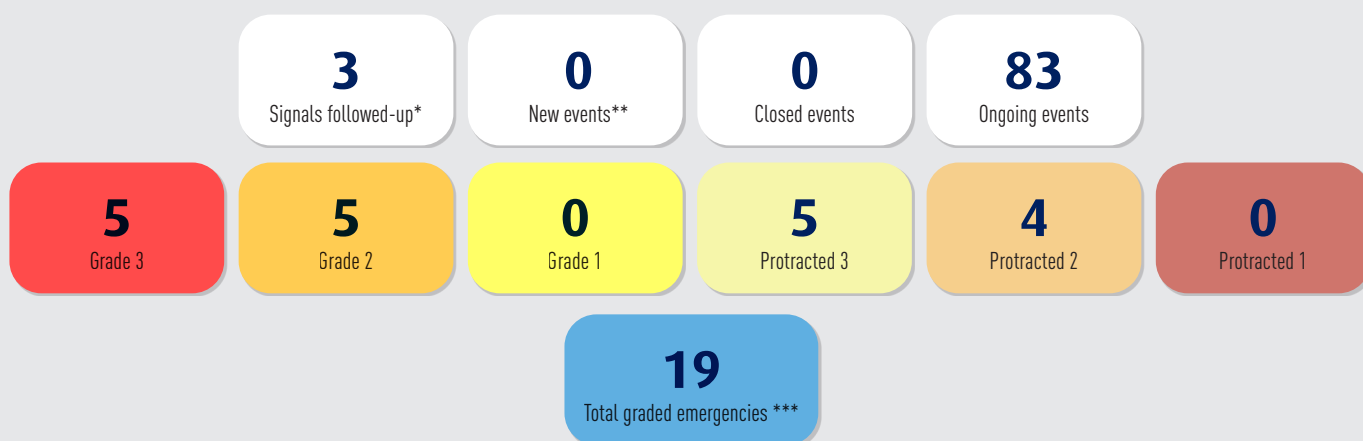 3
Signals followed-up*
0
New events**
0
Closed events
83
Ongoing events
5
Grade 3
5
Grade 2
0
Grade 1
5
Protracted 3
4
Protracted 2
0
Protracted 1
19
Total graded emergencies ***